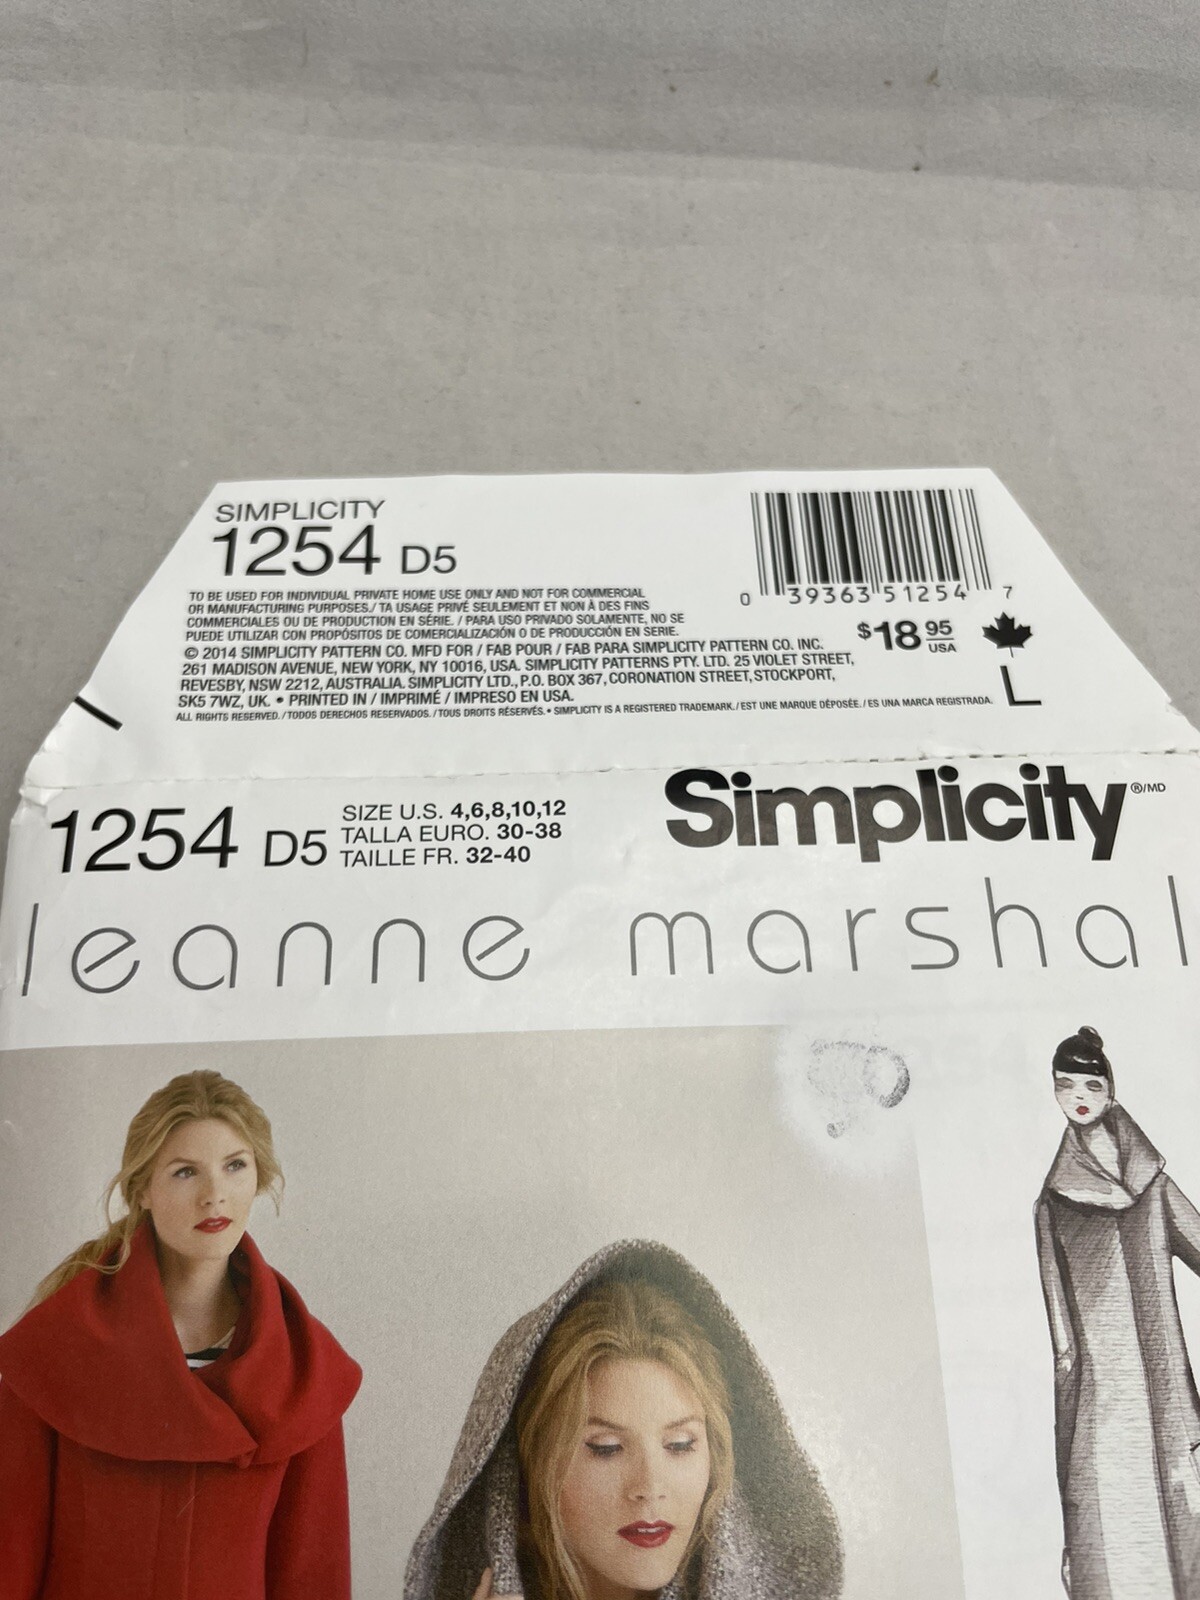 SIMPLICITY
1254 D5
TO BE USED FOR INDIVIDUAL PRIVATE HOME USE ONLY AND NOT FOR COMMERCIAL
OR MANUFACTURING PURPOSES./ TA USAGE PRIVÉ SEULEMENT ET NON À DES FINS
COMMERCIALES OU DE PRODUCTION EN SÉRIE. / PARA USO PRIVADO SOLAMENTE, NO SE
PUEDE UTILIZAR CON PROPÓSITOS DE COMERCIALIZACIÓN O DE PRODUCCIÓN EN SERIE.
© 2014 SIMPLICITY PATTERN CO. MFD FOR / FAB POUR / FAB PARA SIMPLICITY PATTERN CO. INC.
261 MADISON AVENUE, NEW YORK, NY 10016, USA. SIMPLICITY PATTERNS PTY. LTD. 25 VIOLET STREET,
REVESBY, NSW 2212, AUSTRALIA. SIMPLICITY LTD., P.O. BOX 367, CORONATION STREET, STOCKPORT,
SK5 7WZ, UK. • PRINTED IN / IMPRIMÉ / IMPRESO EN USA.
ALL RIGHTS RESERVED. / TODOS DERECHOS RESERVADOS. / TOUS DROITS RÉSERVÉS. • SIMPLICITY IS A REGISTERED TRADEMARK. / EST UNE MARQUE DÉPOSÉE. / ES UNA MARCA REGISTRADA.
0 39363 51254 7
$18 95 USA
L
1254 D5
SIZE U.S. 4,6,8,10,12
TALLA EURO. 30-38
TAILLE FR. 32-40
Simplicity ®/MD
leanne marshal